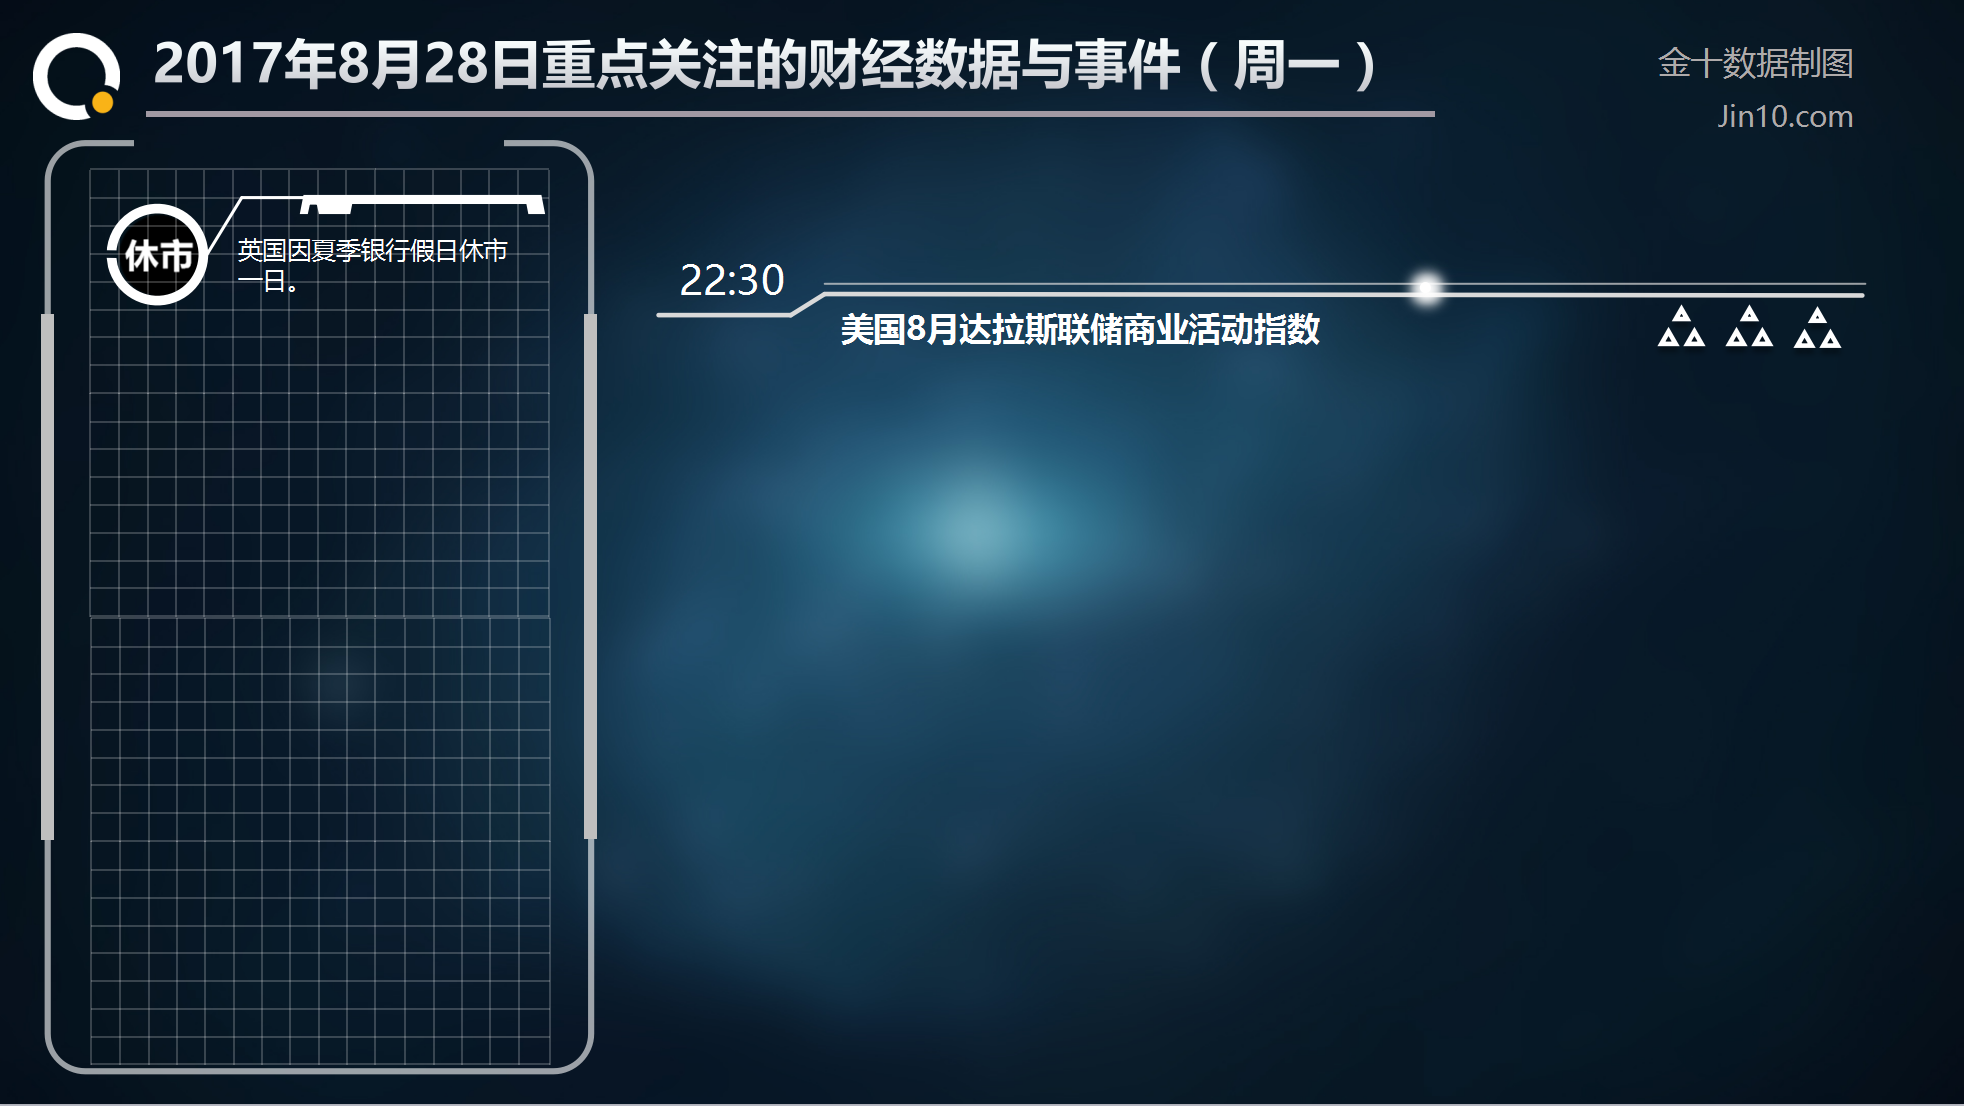 2017年8月28日重点关注的财经数据与事件（周一）
金十数据制图
Jin10.com
休市
英国因夏季银行假日休市
一日。
22:30
美国8月达拉斯联储商业活动指数